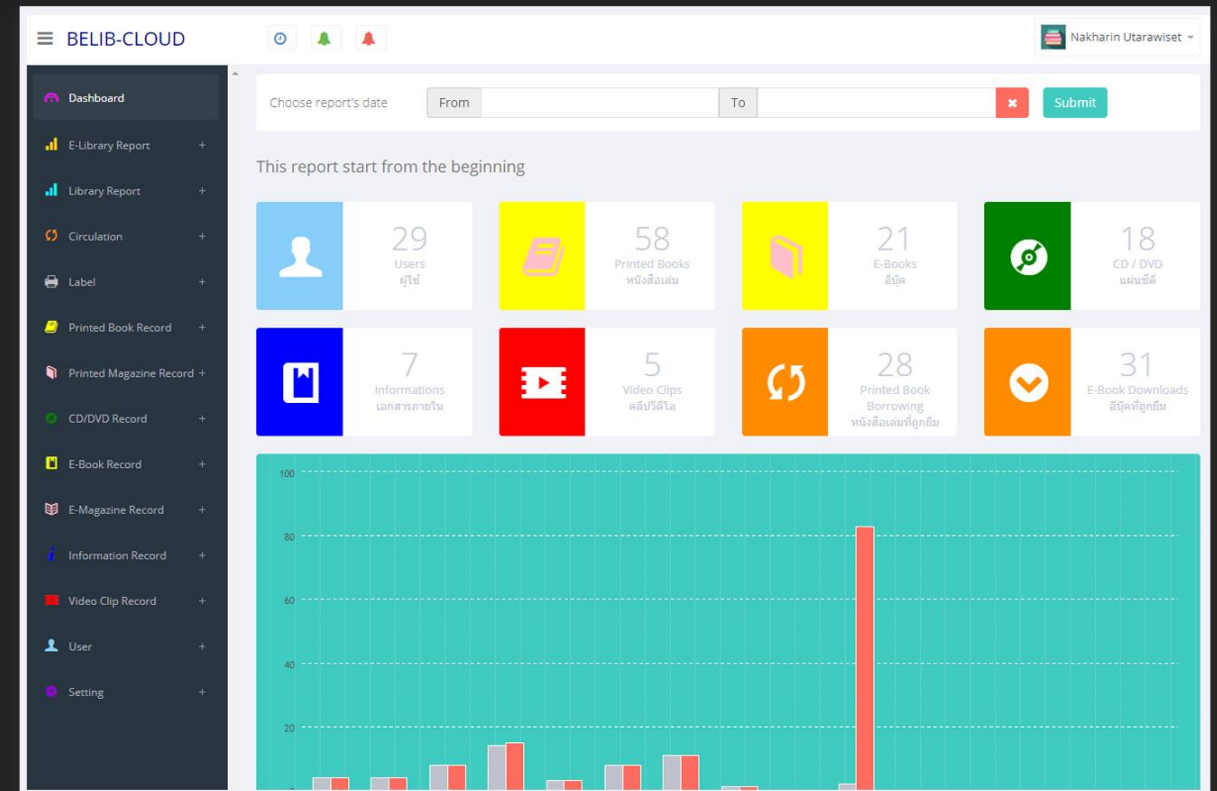 BELIB-CLOUD
Nakharin Utarawiset
Dashboard
E-Library Report +
Library Report +
Circulation +
Label +
Printed Book Record +
Printed Magazine Record +
CD/DVD Record +
E-Book Record +
E-Magazine Record +
Information Record +
Video Clip Record +
User +
Setting +
Choose report's date From To Submit
This report start from the beginning
29
Users
ผู้ใช้
58
Printed Books
หนังสือเล่ม
21
E-Books
อีบุ๊ค
18
CD / DVD
แผ่นซีดี
7
Informations
เอกสารภายใน
5
Video Clips
คลิปวีดีโอ
28
Printed Book
Borrowing
หนังสือเล่มที่ถูกยืม
31
E-Book Downloads
อีบุ๊คที่ถูกยืม
100
80
60
40
20